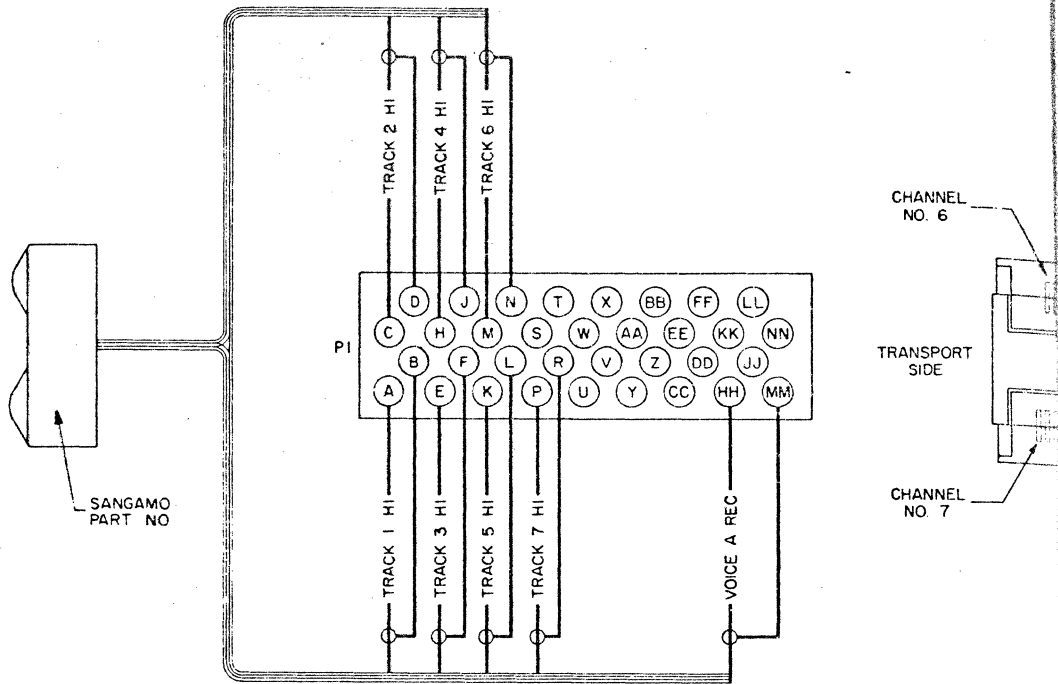 TRACK 2 HI
TRACK 4 HI
TRACK 6 HI
CHANNEL
NO. 6
D J N T X BB FF LL
C H M S W AA EE KK NN
P1
B F L R V Z DD JJ
A E K P U Y CC HH MM
TRANSPORT
SIDE
SANGAMO
PART NO
TRACK 1 HI
TRACK 3 HI
TRACK 5 HI
TRACK 7 HI
VOICE A REC
CHANNEL
NO. 7